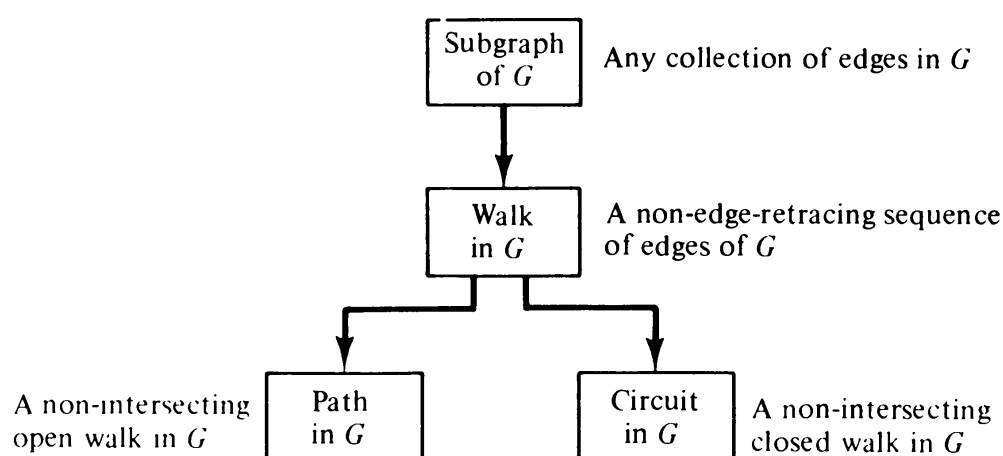 Subgraph
of G
Any collection of edges in G
Walk
in G
A non-edge-retracing sequence
of edges of G
A non-intersecting
open walk in G
Path
in G
Circuit
in G
A non-intersecting
closed walk in G